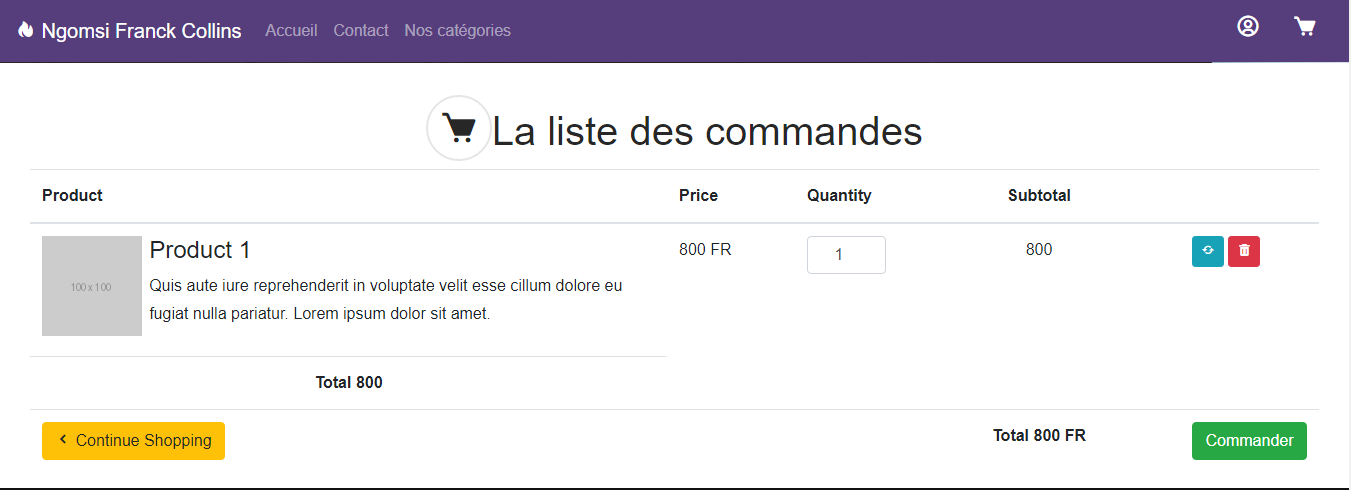 Ngomsi Franck Collins Accueil Contact Nos catégories
La liste des commandes
Product Price Quantity Subtotal
Product 1 800 FR 1 800
100 x 100
Quis aute iure reprehenderit in voluptate velit esse cillum dolore eu
fugiat nulla pariatur. Lorem ipsum dolor sit amet.
Total 800
Continue Shopping Total 800 FR Commander